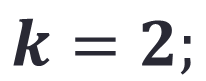 k = 2;